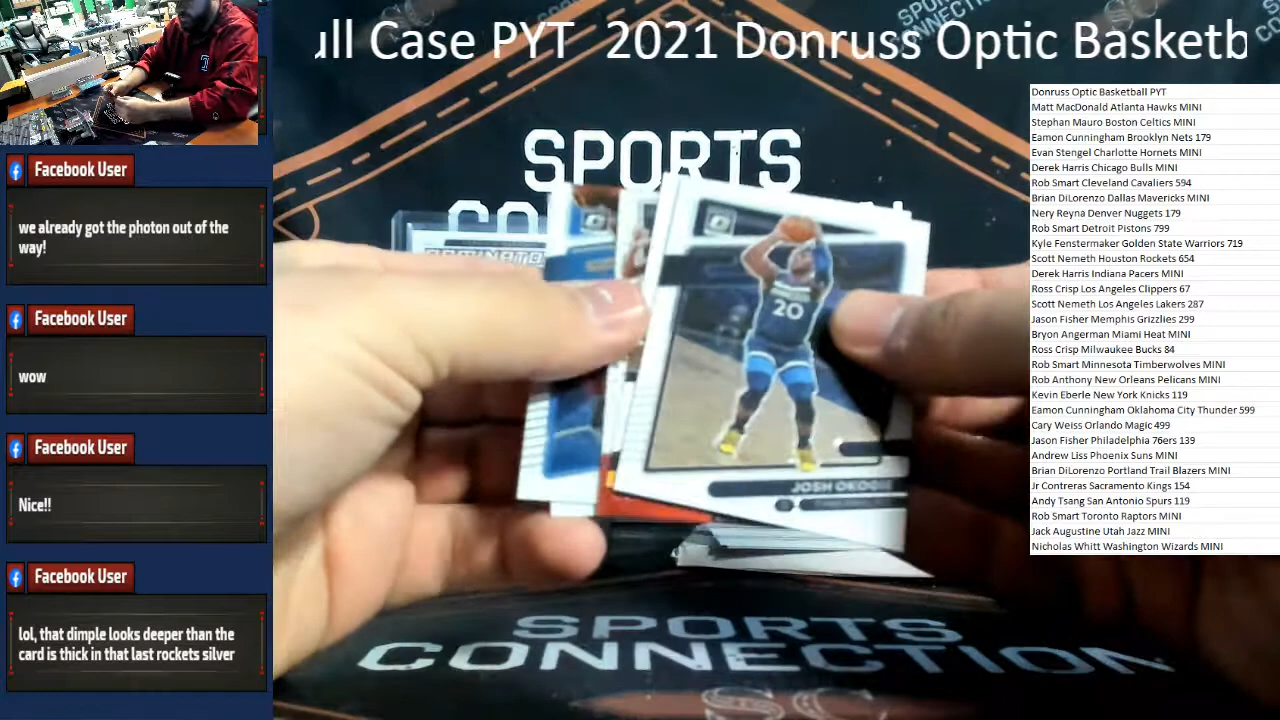 ull Case PYT  2021 Donruss Optic Basketb
SPORTS
Facebook User
we already got the photon out of the
way!
Facebook User
wow
Facebook User
Nice!!
Facebook User
lol, that dimple looks deeper than the
card is thick in that last rockets silver
20
JOSH OKOGIE
SPORTS
CONNECTION
SC
Donruss Optic Basketball PYT
Matt MacDonald Atlanta Hawks MINI
Stephan Mauro Boston Celtics MINI
Eamon Cunningham Brooklyn Nets 179
Evan Stengel Charlotte Hornets MINI
Derek Harris Chicago Bulls MINI
Rob Smart Cleveland Cavaliers 594
Brian DiLorenzo Dallas Mavericks MINI
Nery Reyna Denver Nuggets 179
Rob Smart Detroit Pistons 799
Kyle Fenstermaker Golden State Warriors 719
Scott Nemeth Houston Rockets 654
Derek Harris Indiana Pacers MINI
Ross Crisp Los Angeles Clippers 67
Scott Nemeth Los Angeles Lakers 287
Jason Fisher Memphis Grizzlies 299
Bryon Angerman Miami Heat MINI
Ross Crisp Milwaukee Bucks 84
Rob Smart Minnesota Timberwolves MINI
Rob Anthony New Orleans Pelicans MINI
Kevin Eberle New York Knicks 119
Eamon Cunningham Oklahoma City Thunder 599
Cary Weiss Orlando Magic 499
Jason Fisher Philadelphia 76ers 139
Andrew Liss Phoenix Suns MINI
Brian DiLorenzo Portland Trail Blazers MINI
Jr Contreras Sacramento Kings 154
Andy Tsang San Antonio Spurs 119
Rob Smart Toronto Raptors MINI
Jack Augustine Utah Jazz MINI
Nicholas Whitt Washington Wizards MINI